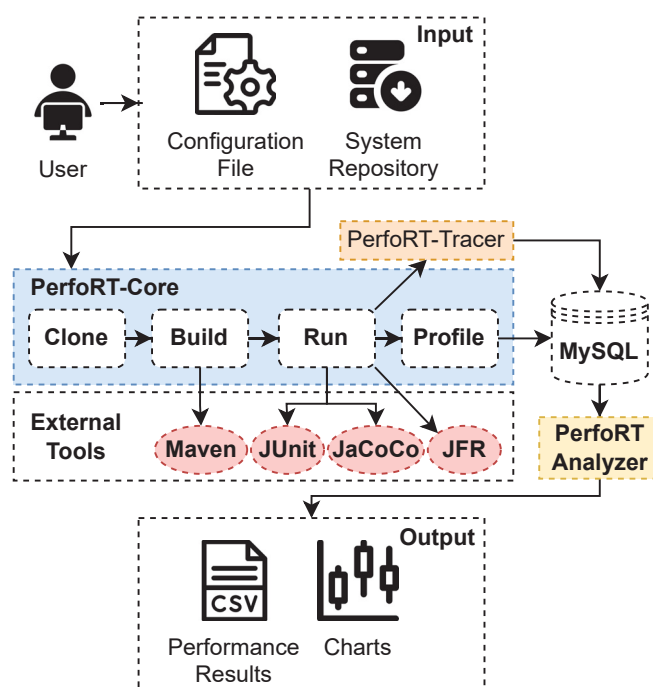 Input
User
Configuration
File
System
Repository
PerfoRT-Tracer
PerfoRT-Core
Clone
Build
Run
Profile
MySQL
External
Tools
Maven
JUnit
JaCoCo
JFR
PerfoRT
Analyzer
Output
CSV
Performance
Results
Charts